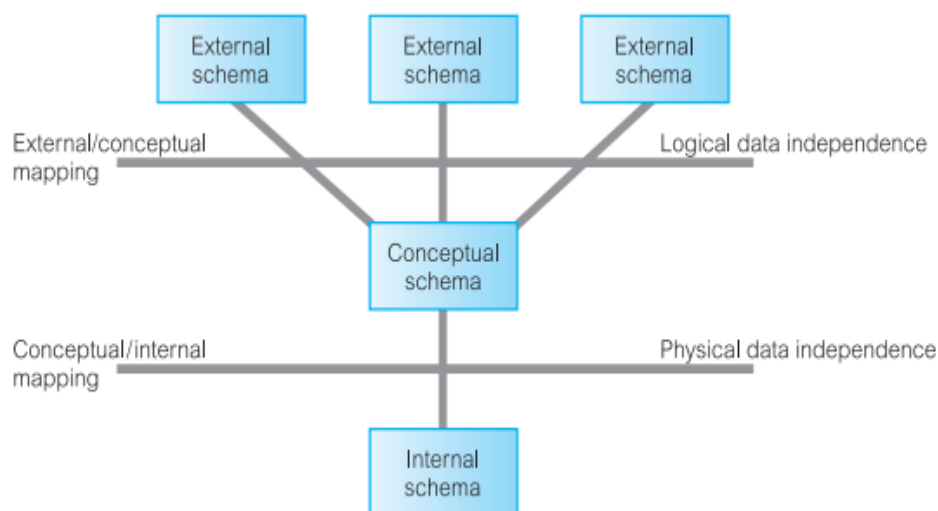 External
schema
External
schema
External
schema
External/conceptual
mapping
Logical data independence
Conceptual
schema
Conceptual/internal
mapping
Physical data independence
Internal
schema